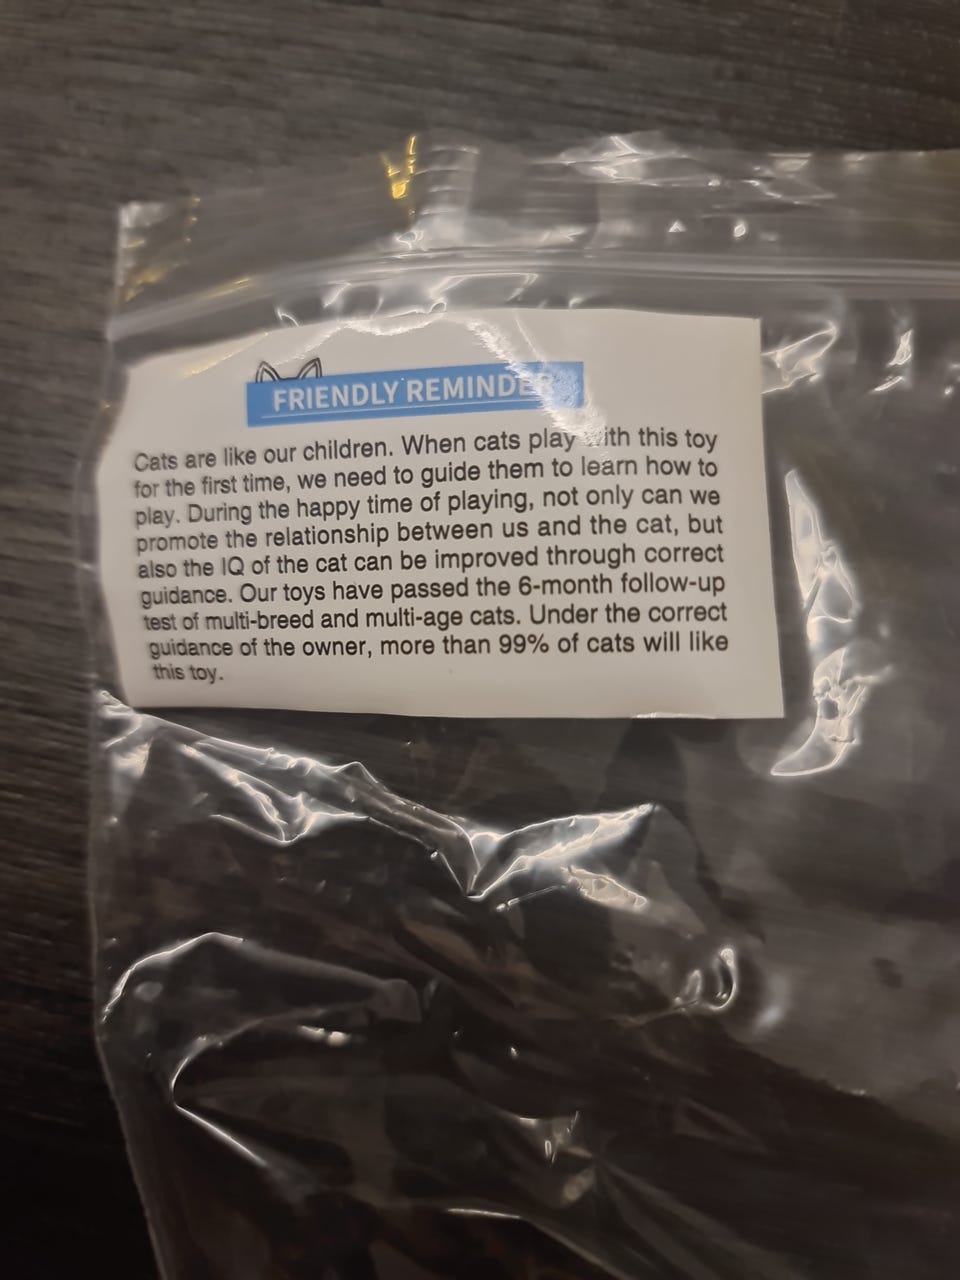 FRIENDLY REMINDER
Cats are like our children. When cats play with this toy
for the first time, we need to guide them to learn how to
play. During the happy time of playing, not only can we
promote the relationship between us and the cat, but
also the IQ of the cat can be improved through correct
guidance. Our toys have passed the 6-month follow-up
test of multi-breed and multi-age cats. Under the correct
guidance of the owner, more than 99% of cats will like
this toy.